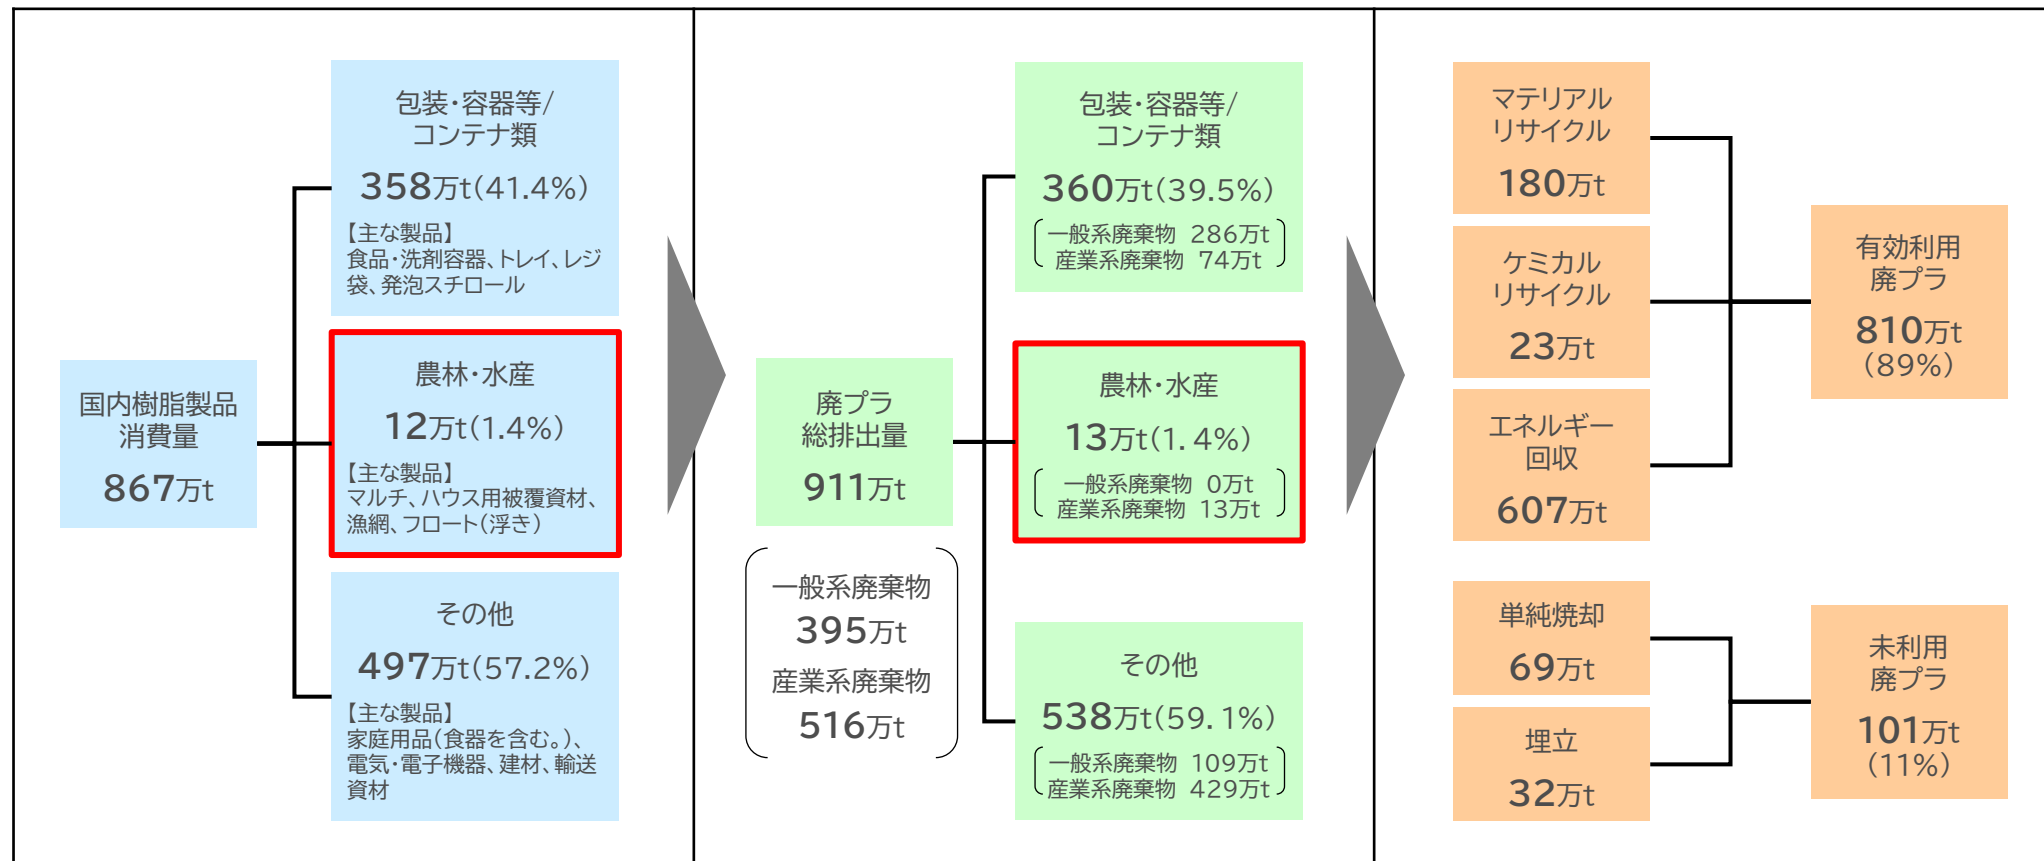 国内樹脂製品
消費量
867万t
包装・容器等/
コンテナ類
358万t(41.4%)
【主な製品】
食品・洗剤容器、トレイ、レジ
袋、発泡スチロール
農林・水産
12万t(1.4%)
【主な製品】
マルチ、ハウス用被覆資材、
漁網、フロート(浮き)
その他
497万t(57.2%)
【主な製品】
家庭用品(食器を含む。)、
電気・電子機器、建材、輸送
資材
廃プラ
総排出量
911万t
一般系廃棄物
395万t
産業系廃棄物
516万t
包装・容器等/
コンテナ類
360万t(39.5%)
一般系廃棄物 286万t
産業系廃棄物 74万t
農林・水産
13万t(1.4%)
一般系廃棄物 0万t
産業系廃棄物 13万t
その他
538万t(59.1%)
一般系廃棄物 109万t
産業系廃棄物 429万t
マテリアル
リサイクル
180万t
ケミカル
リサイクル
23万t
エネルギー
回収
607万t
有効利用
廃プラ
810万t
(89%)
単純焼却
69万t
埋立
32万t
未利用
廃プラ
101万t
(11%)